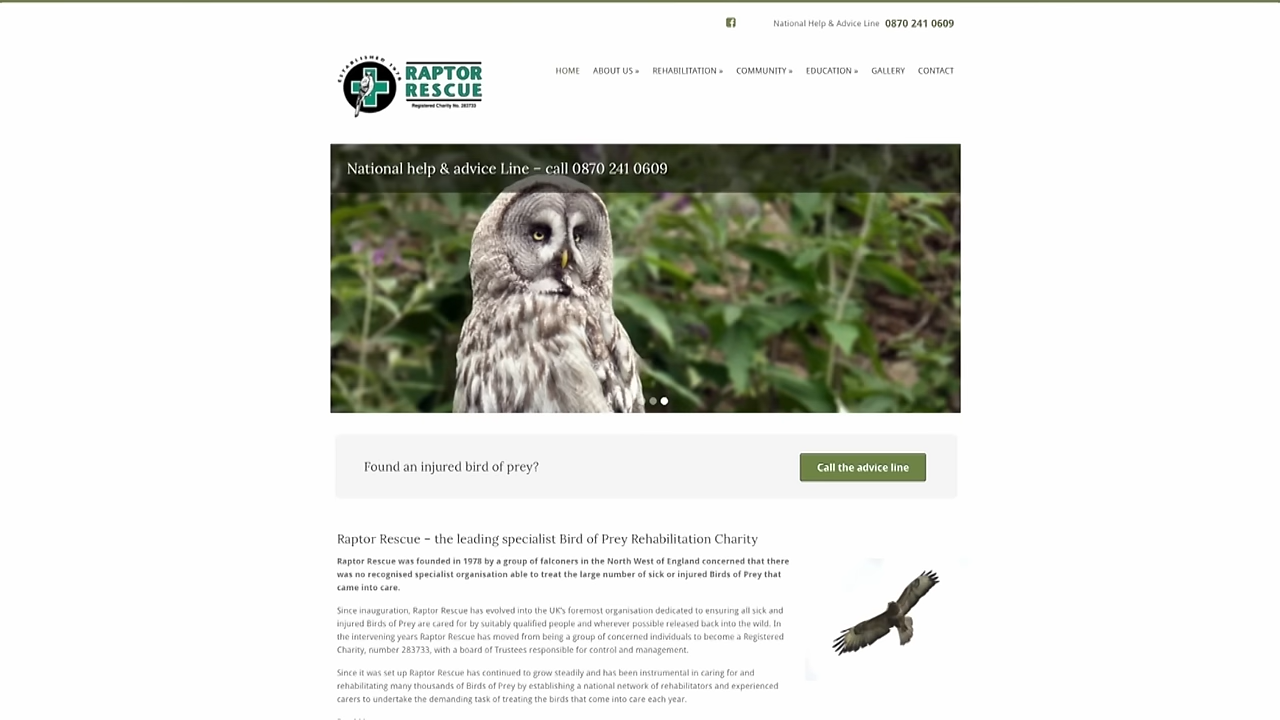 National Help & Advice Line 0870 241 0609
ESTABLISHED 1978
RAPTOR
RESCUE
Registered Charity No. 283733
HOME ABOUT US » REHABILITATION » COMMUNITY » EDUCATION » GALLERY CONTACT
National help & advice Line – call 0870 241 0609
Found an injured bird of prey?
Call the advice line
Raptor Rescue – the leading specialist Bird of Prey Rehabilitation Charity
Raptor Rescue was founded in 1978 by a group of falconers in the North West of England concerned that there
was no recognised specialist organisation able to treat the large number of sick or injured Birds of Prey that
came into care.
Since inauguration, Raptor Rescue has evolved into the UK's foremost organisation dedicated to ensuring all sick and
injured Birds of Prey are cared for by suitably qualified people and wherever possible released back into the wild. In
the intervening years Raptor Rescue has moved from being a group of concerned individuals to become a Registered
Charity, number 283733, with a board of Trustees responsible for control and management.
Since it was set up Raptor Rescue has continued to grow steadily and has been instrumental in caring for and
rehabilitating many thousands of Birds of Prey by establishing a national network of rehabilitators and experienced
carers to undertake the demanding task of treating the birds that come into care each year.